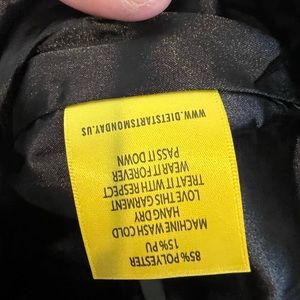 85% POLYESTER
15% PU
MACHINE WASH COLD
HANG DRY
LOVE THIS GARMENT
TREAT IT WITH RESPECT
WEAR IT FOREVER
PASS IT DOWN
WWW.DIETSTARTSMONDAY.US